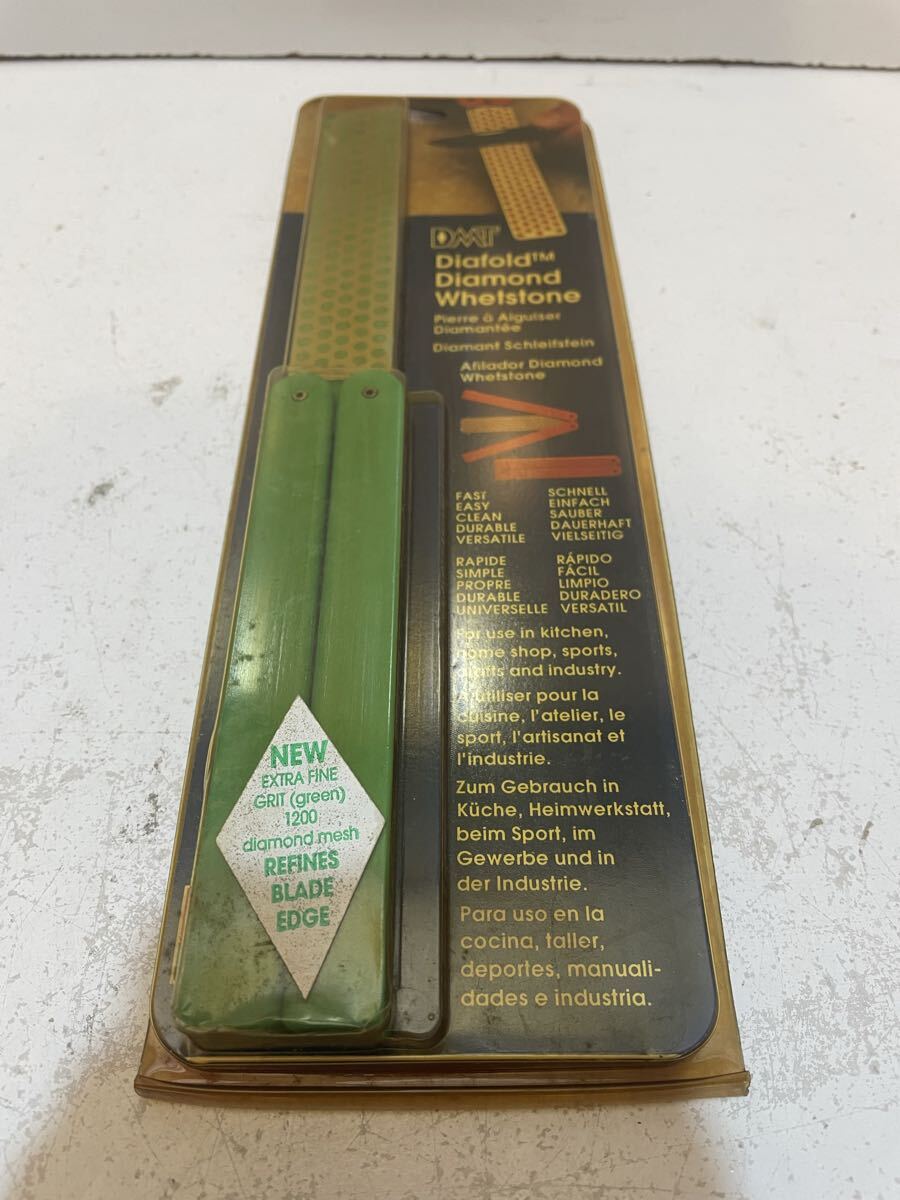 DMT
Diafold™
Diamond
Whetstone
Pierre à Aiguiser
Diamantée
Diamant Schleifstein
Afilador Diamond
Whetstone
FAST
EASY
CLEAN
DURABLE
VERSATILE
SCHNELL
EINFACH
SAUBER
DAUERHAFT
VIELSEITIG
RAPIDE
SIMPLE
PROPRE
DURABLE
UNIVERSELLE
RÁPIDO
FÁCIL
LIMPIO
DURADERO
VERSATIL
For use in kitchen,
home shop, sports,
crafts and industry.
A utiliser pour la
cuisine, l'atelier, le
sport, l'artisanat et
l'industrie.
Zum Gebrauch in
Küche, Heimwerkstatt,
beim Sport, im
Gewerbe und in
der Industrie.
Para uso en la
cocina, taller,
deportes, manuali-
dades e industria.
NEW
EXTRA FINE
GRIT (green)
1200
diamond mesh
REFINES
BLADE
EDGE